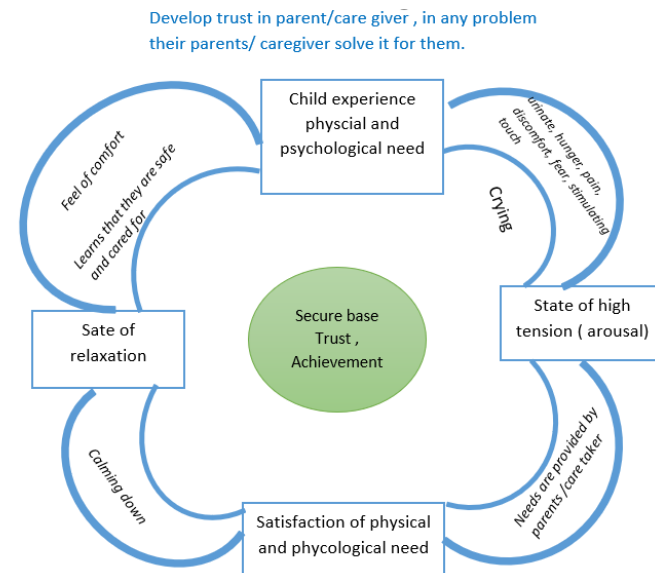 Develop trust in parent/care giver , in any problem
their parents/ caregiver solve it for them.
Child experience
physcial and
psychological need
urinate, hunger, pain,
discomfort, fear, stimulating
touch
Crying
Feel of comfort
Learns that they are safe
and cared for
Sate of
relaxation
Secure base
Trust ,
Achievement
State of high
tension ( arousal)
Calming down
Needs are provided by
parents /care taker
Satisfaction of physical
and phycological need